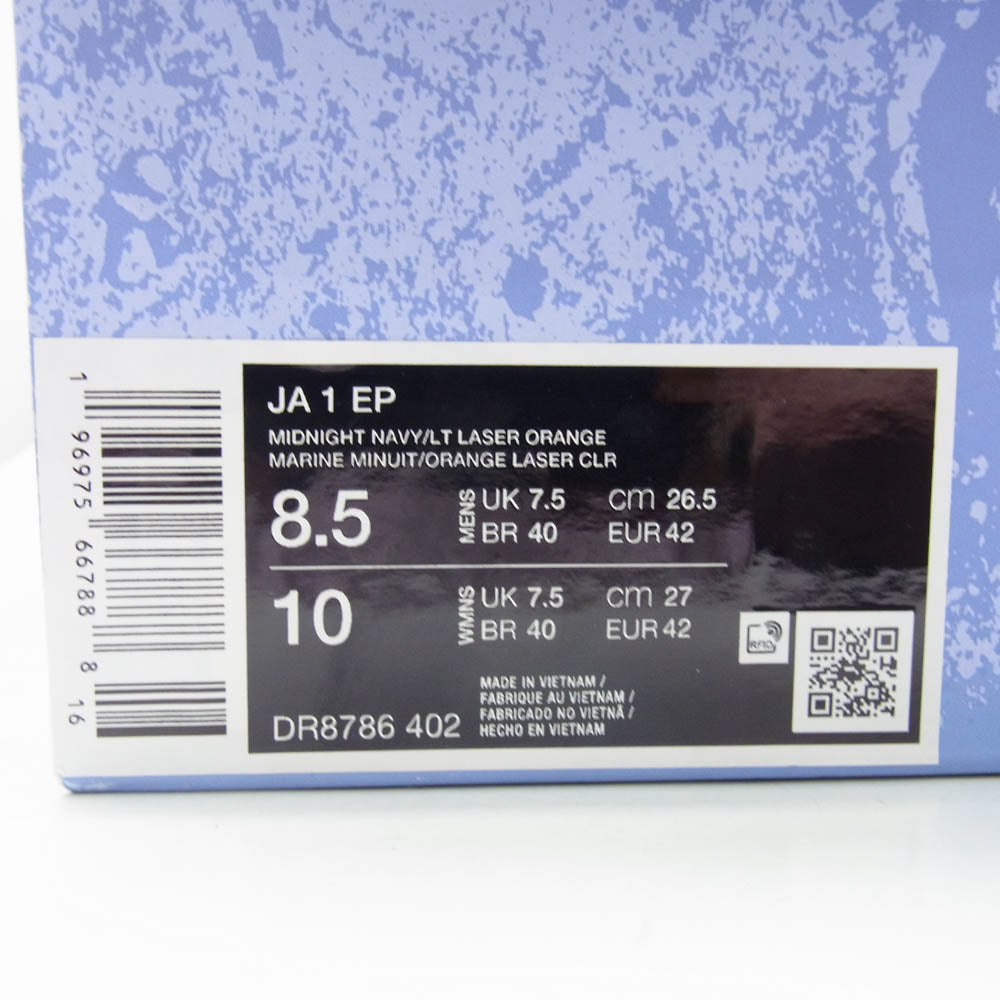 JA 1 EP
MIDNIGHT NAVY/LT LASER ORANGE
MARINE MINUIT/ORANGE LASER CLR
8.5 MENS UK 7.5 cm 26.5
BR 40 EUR 42
10 WMNS UK 7.5 cm 27
BR 40 EUR 42
RFID
MADE IN VIETNAM /
FABRIQUE AU VIETNAM /
FABRICADO NO VIETNÃ /
HECHO EN VIETNAM
DR8786 402
1 96975 66788 8 16